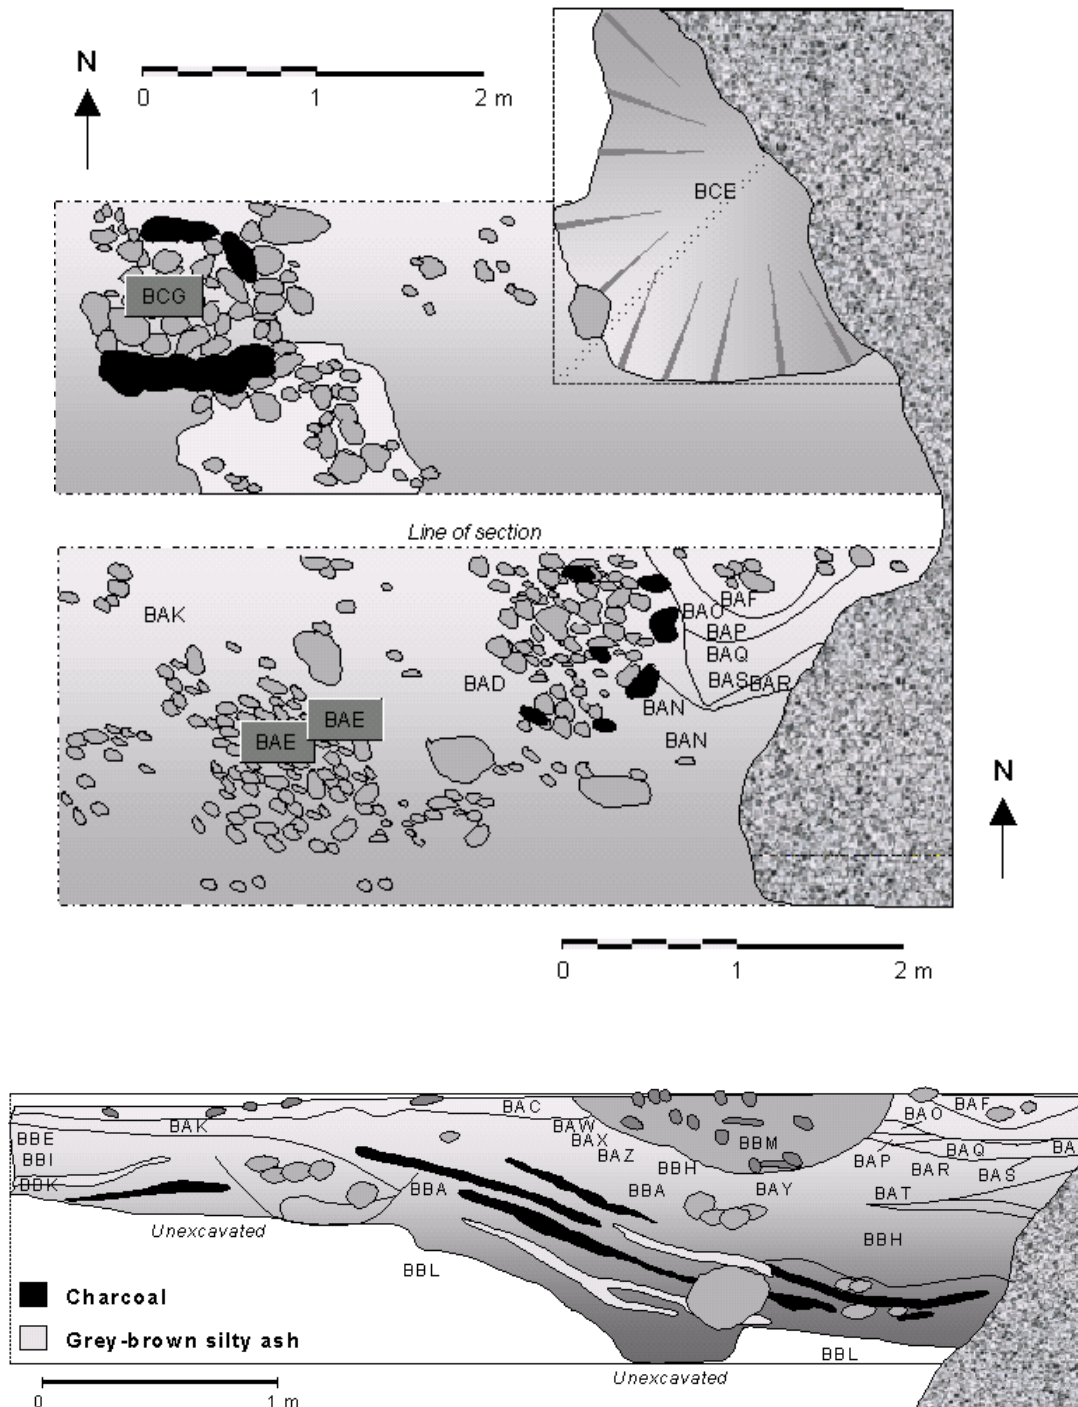 N
0 1 2 m
BCE
BCG
Line of section
BAK
BAF
BAO
BAP
BAQ
BAD
BAS
BAR
BAN
BAE
BAE
BAN
N
0 1 2 m
BAC
BAF
BAO
BAK
BAW
BBE
BAX
BBM
BAQ
BA
BBI
BAZ
BBH
BAP
BAR
BAS
BBK
BBA
BBA
BAY
BAT
Unexcavated
BBH
BBL
Charcoal
Grey-brown silty ash
BBL
Unexcavated
0 1 m